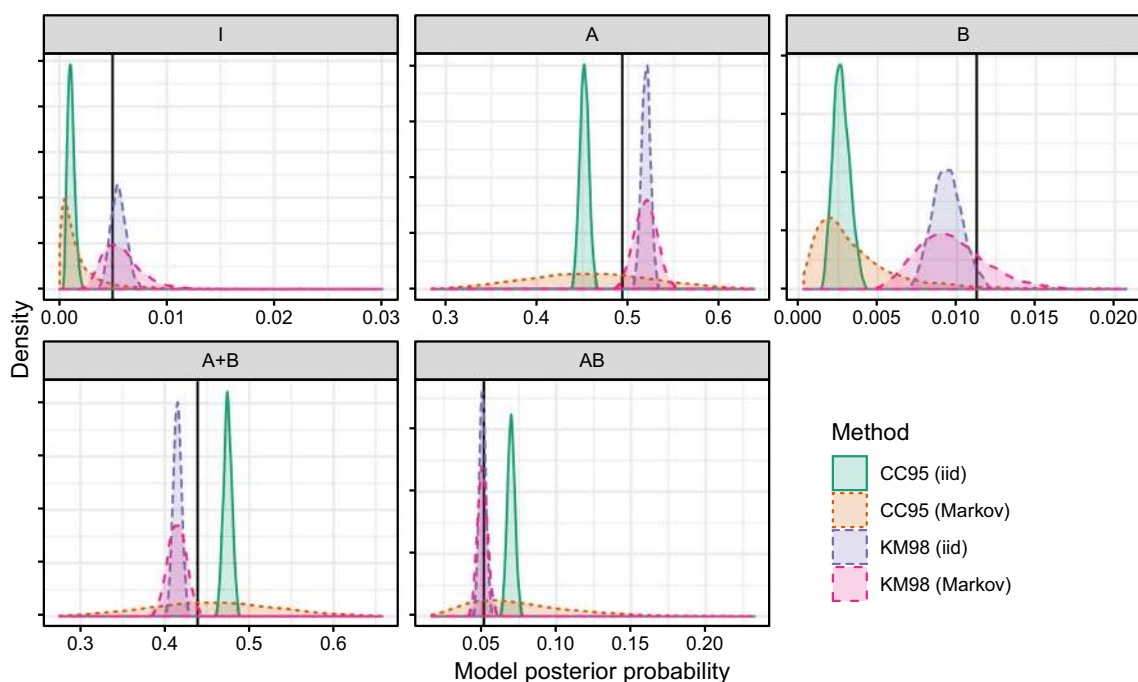 I
A
B
0.00
0.01
0.02
0.03
0.3
0.4
0.5
0.6
0.000
0.005
0.010
0.015
0.020
Density
A+B
AB
0.3
0.4
0.5
0.6
0.05
0.10
0.15
0.20
Model posterior probability
Method
CC95 (iid)
CC95 (Markov)
KM98 (iid)
KM98 (Markov)